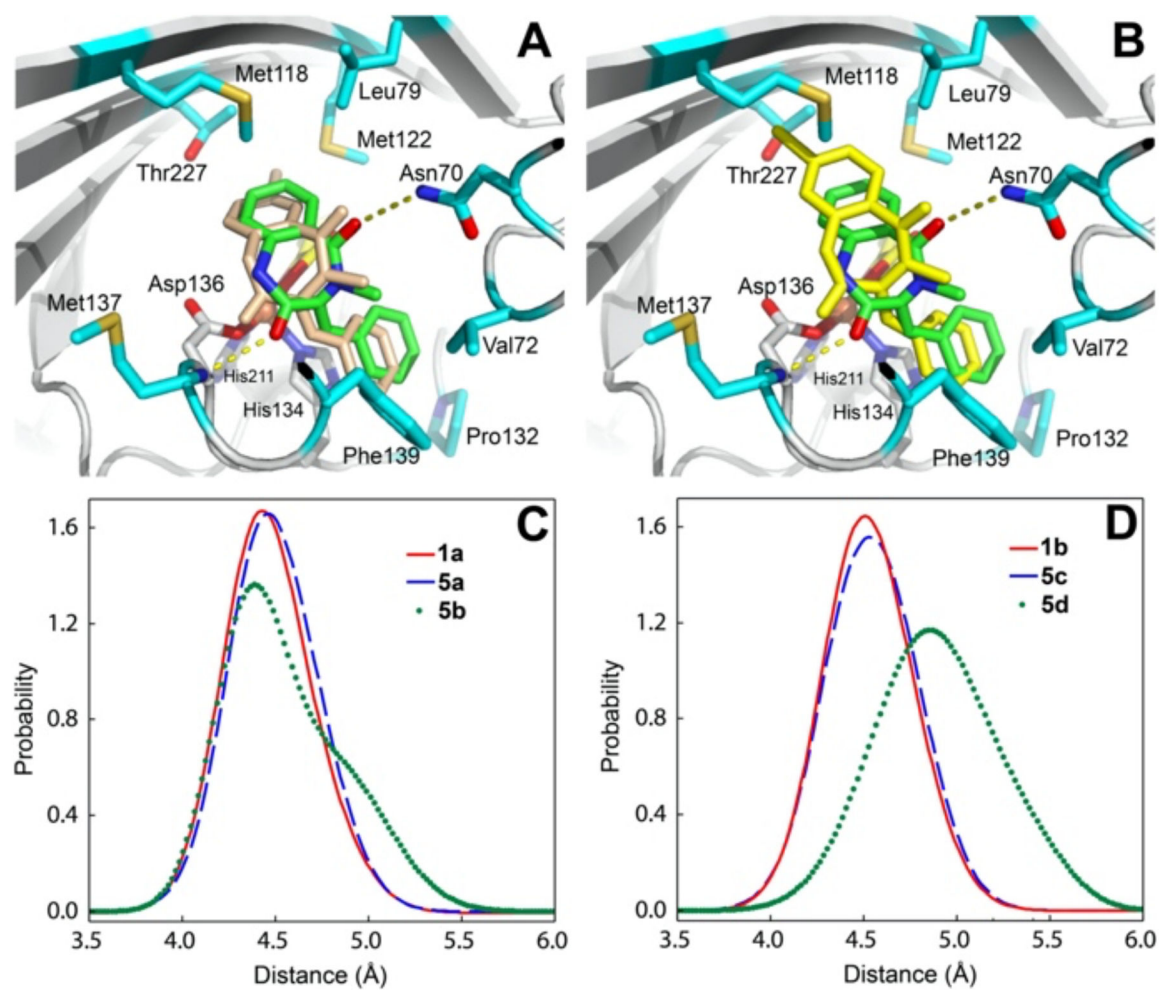 A
Met118
Leu79
Met122
Thr227
Asn70
Asp136
Met137
Val72
His211
His134
Pro132
Phe139
B
Met118
Leu79
Met122
Thr227
Asn70
Asp136
Met137
Val72
His211
His134
Pro132
Phe139
C
1a
5a
5b
1.6
1.2
0.8
0.4
0.0
Probability
3.5 4.0 4.5 5.0 5.5 6.0
Distance (Å)
D
1b
5c
5d
1.6
1.2
0.8
0.4
0.0
Probability
3.5 4.0 4.5 5.0 5.5 6.0
Distance (Å)